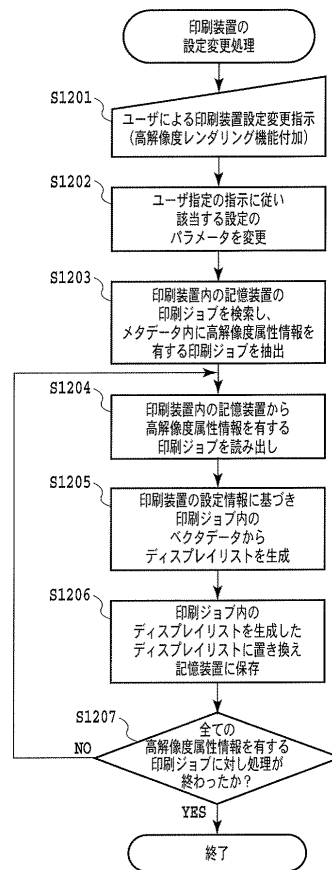 印刷装置の
設定変更処理
S1201
ユーザによる印刷装置設定変更指示
(高解像度レンダリング機能付加)
S1202
ユーザ指定の指示に従い
該当する設定の
パラメータを変更
S1203
印刷装置内の記憶装置の
印刷ジョブを検索し、
メタデータ内に高解像度属性情報を
有する印刷ジョブを抽出
S1204
印刷装置内の記憶装置から
高解像度属性情報を有する
印刷ジョブを読み出し
S1205
印刷装置の設定情報に基づき
印刷ジョブ内の
ベクタデータから
ディスプレイリストを生成
S1206
印刷ジョブ内の
ディスプレイリストを生成した
ディスプレイリストに置き換え
記憶装置に保存
S1207
全ての
高解像度属性情報を有する
印刷ジョブに対し処理が
終わったか?
NO
YES
終了